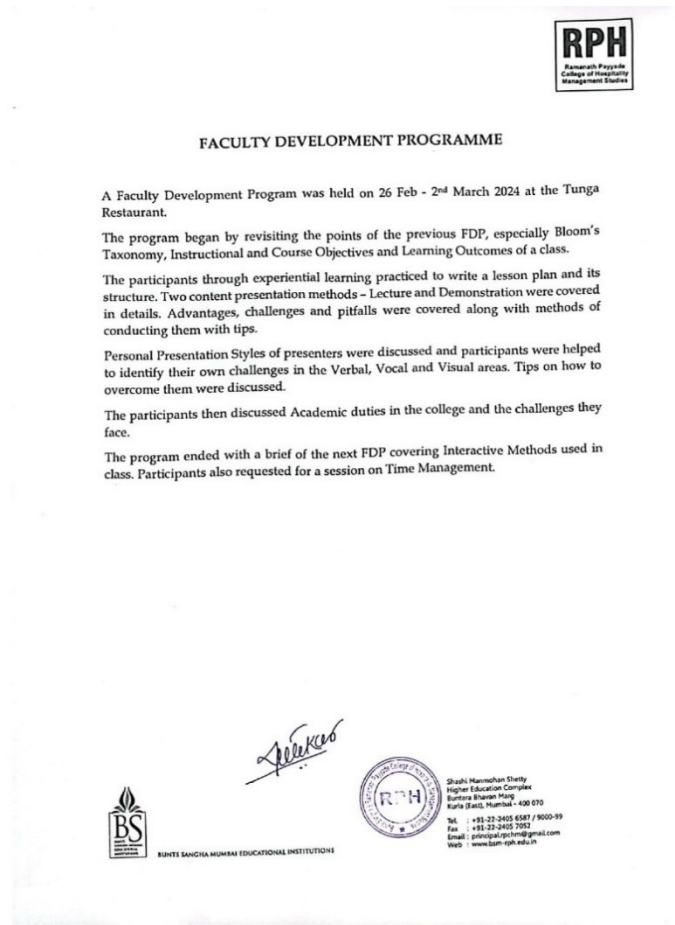 RPH
Ramanath Payyade
College of Hospitality
Management Studies
FACULTY DEVELOPMENT PROGRAMME
A Faculty Development Program was held on 26 Feb - 2nd March 2024 at the Tunga
Restaurant.
The program began by revisiting the points of the previous FDP, especially Bloom's
Taxonomy, Instructional and Course Objectives and Learning Outcomes of a class.
The participants through experiential learning practiced to write a lesson plan and its
structure. Two content presentation methods – Lecture and Demonstration were covered
in details. Advantages, challenges and pitfalls were covered along with methods of
conducting them with tips.
Personal Presentation Styles of presenters were discussed and participants were helped
to identify their own challenges in the Verbal, Vocal and Visual areas. Tips on how to
overcome them were discussed.
The participants then discussed Academic duties in the college and the challenges they
face.
The program ended with a brief of the next FDP covering Interactive Methods used in
class. Participants also requested for a session on Time Management.
RPH
Shashi Manmohan Shetty
Higher Education Complex
Buntara Bhavan Marg
Kurla (East), Mumbai - 400 070
Tel. : +91-22-2405 6587 / 9000-99
Fax : +91-22-2405 7052
Email : principal.rpchm@gmail.com
Web : www.bsm-rph.edu.in
BS
BUNTS SANGHA MUMBAI EDUCATIONAL INSTITUTIONS